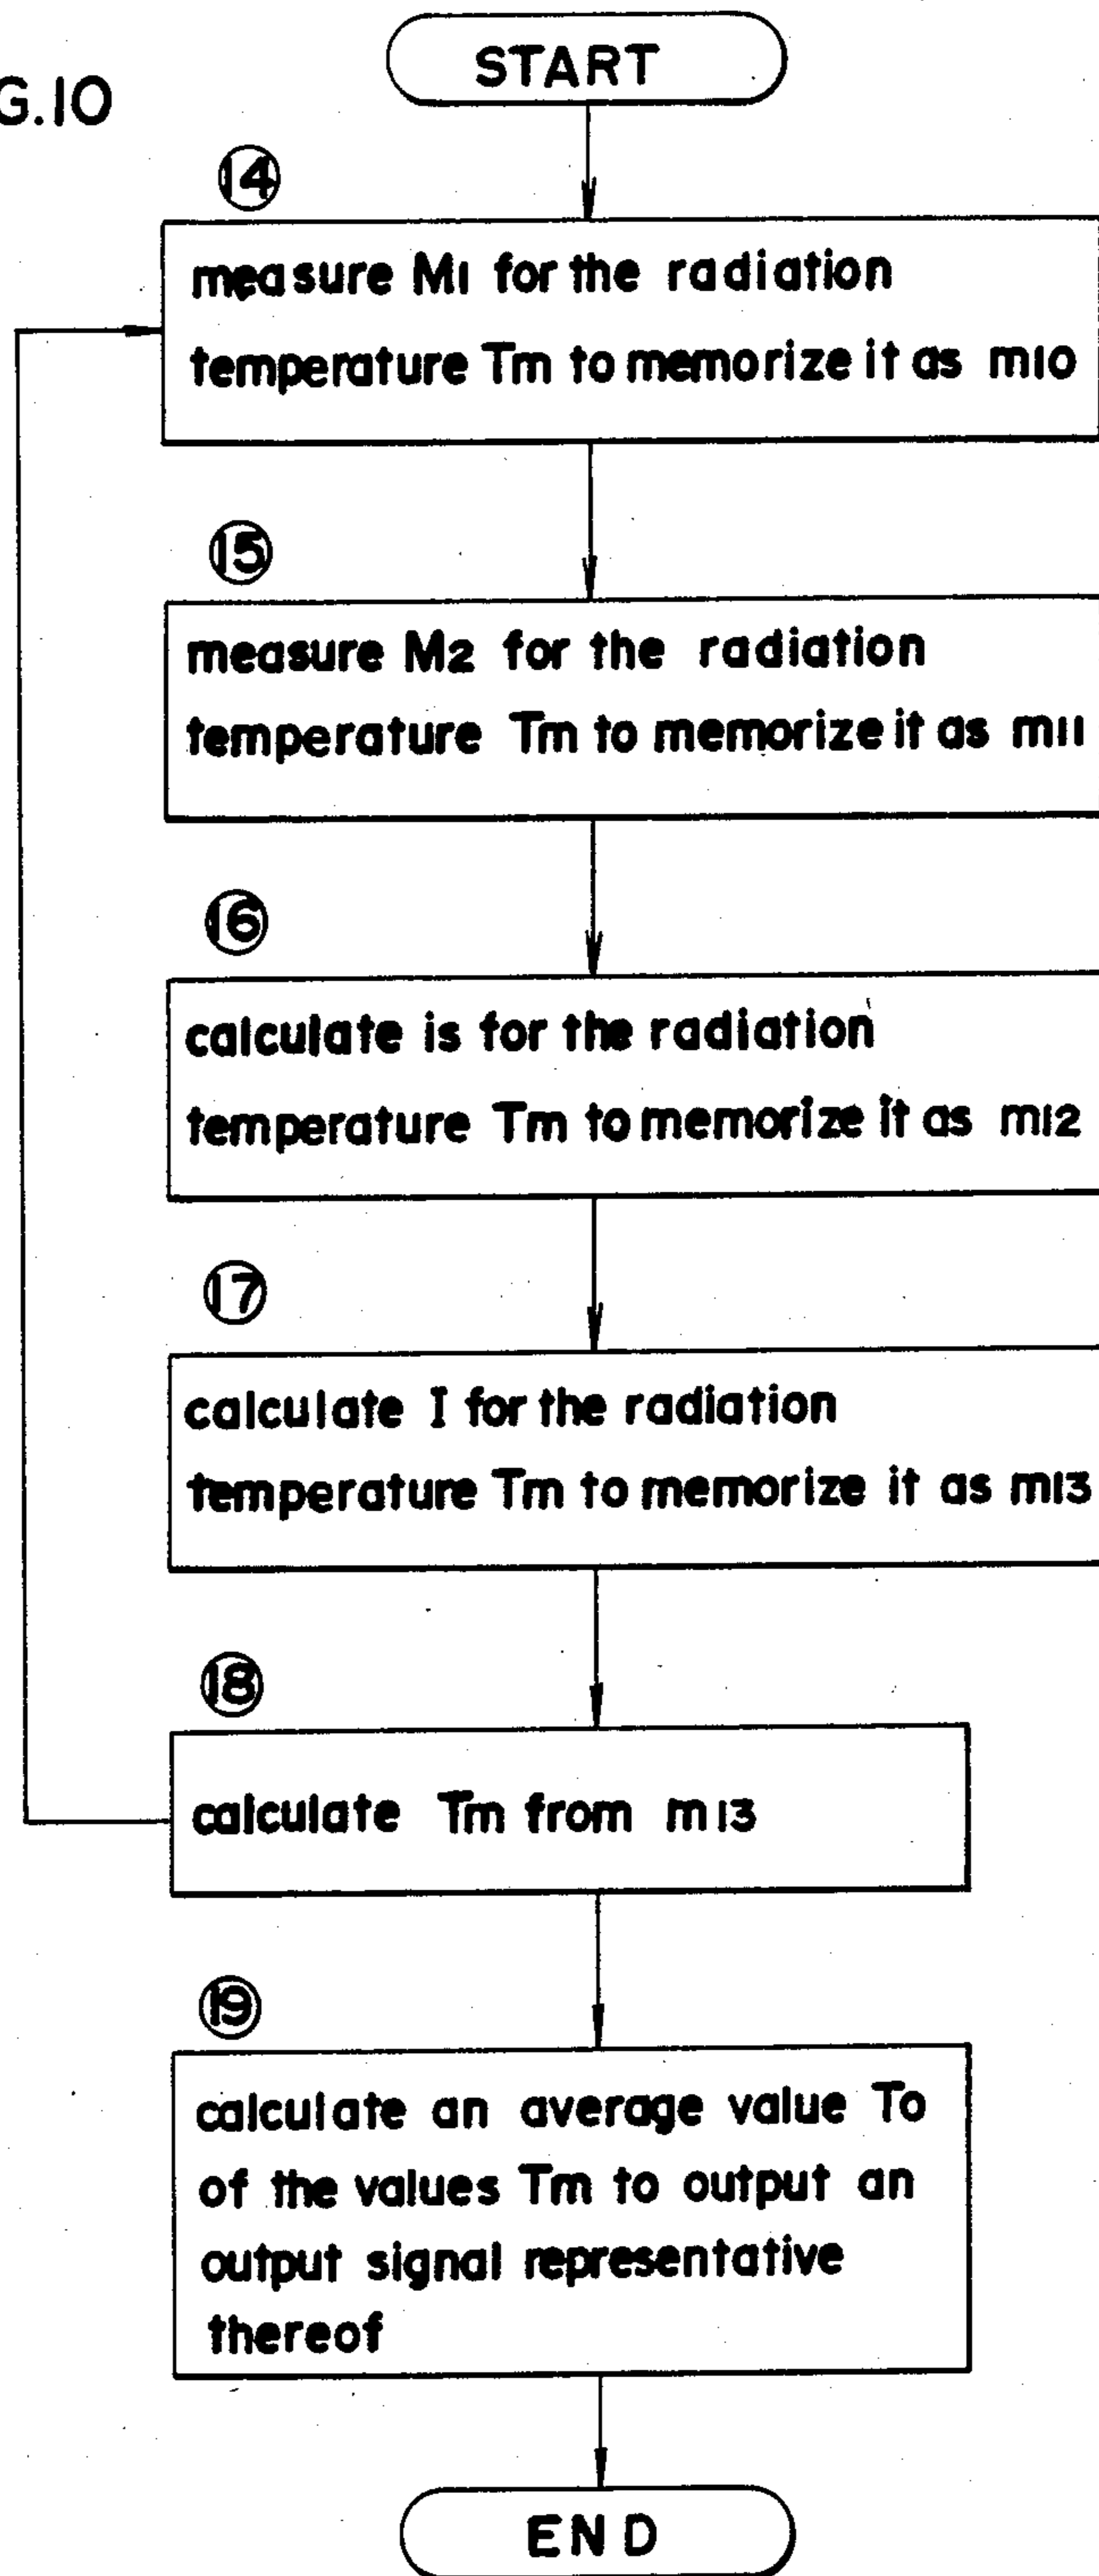 G.10
START
14
measure M1 for the radiation
temperature Tm to memorize it as m10
15
measure M2 for the radiation
temperature Tm to memorize it as m11
16
calculate is for the radiation
temperature Tm to memorize it as m12
17
calculate I for the radiation
temperature Tm to memorize it as m13
18
calculate Tm from m13
19
calculate an average value To
of the values Tm to output an
output signal representative
thereof
END